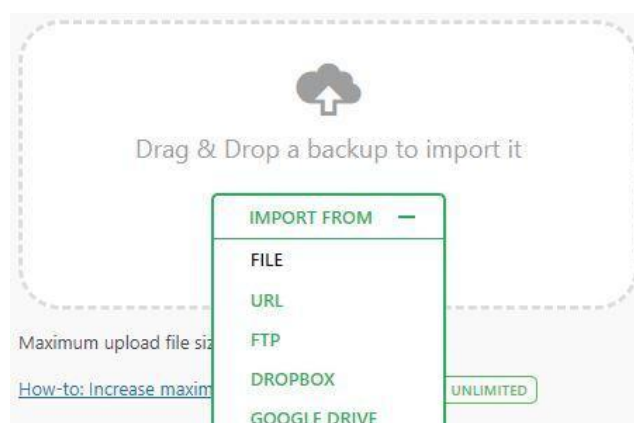 Drag & Drop a backup to import it
IMPORT FROM
FILE
URL
Maximum upload file siz
FTP
How-to: Increase maxim
DROPBOX
UNLIMITED
GOOGLE DRIVE